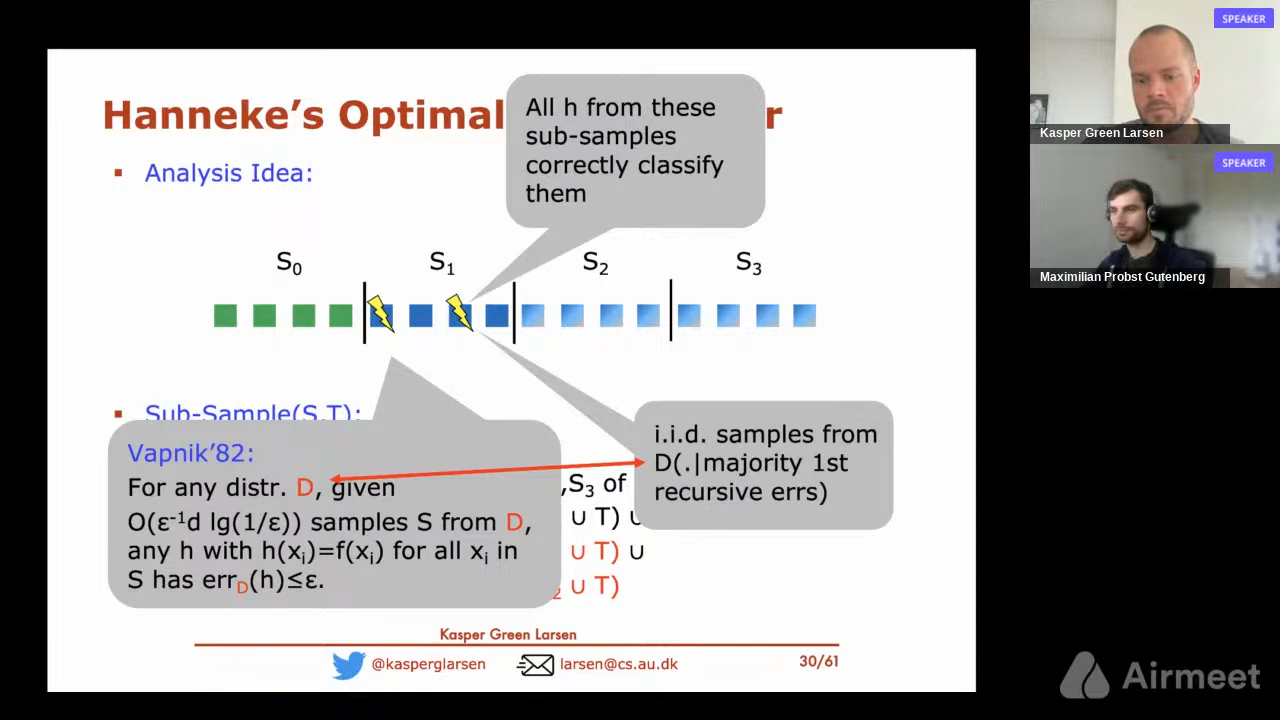 SPEAKER
Kasper Green Larsen
SPEAKER
Maximilian Probst Gutenberg
Hanneke’s Optimal r
All h from these
sub-samples
correctly classify
them
▪ Analysis Idea:
S0 S1 S2 S3
▪ Sub-Sample(S,T):
Vapnik’82:
For any distr. D, given
O(ε-1d lg(1/ε)) samples S from D,
any h with h(xi)=f(xi) for all xi in
S has errD(h)≤ε.
i.i.d. samples from
D(.|majority 1st
recursive errs)
,S3 of
∪ T) ∪
∪ T) ∪
2 ∪ T)
Kasper Green Larsen
@kasperglarsen larsen@cs.au.dk 30/61
Airmeet